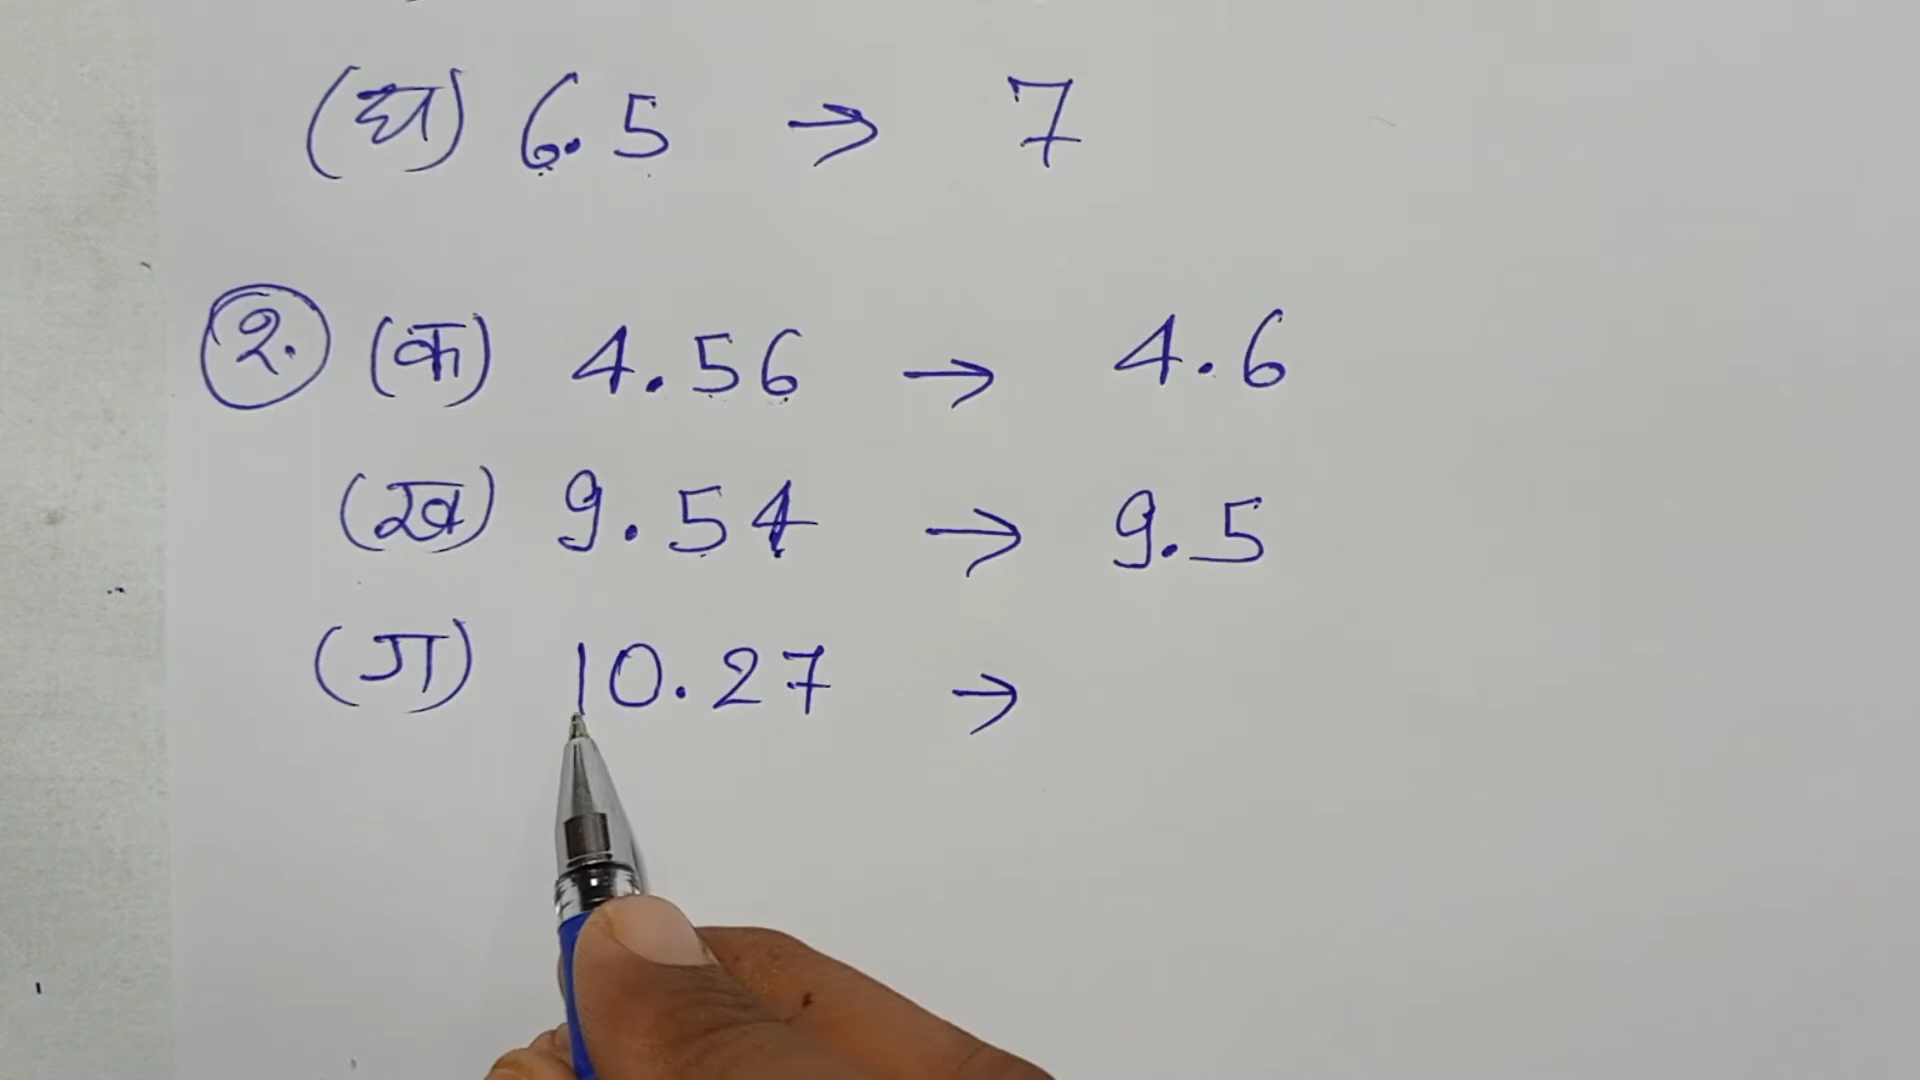 (घ) 6.5 → 7
२. (क) 4.56 → 4.6
(ख) 9.54 → 9.5
(ग) 10.27 →